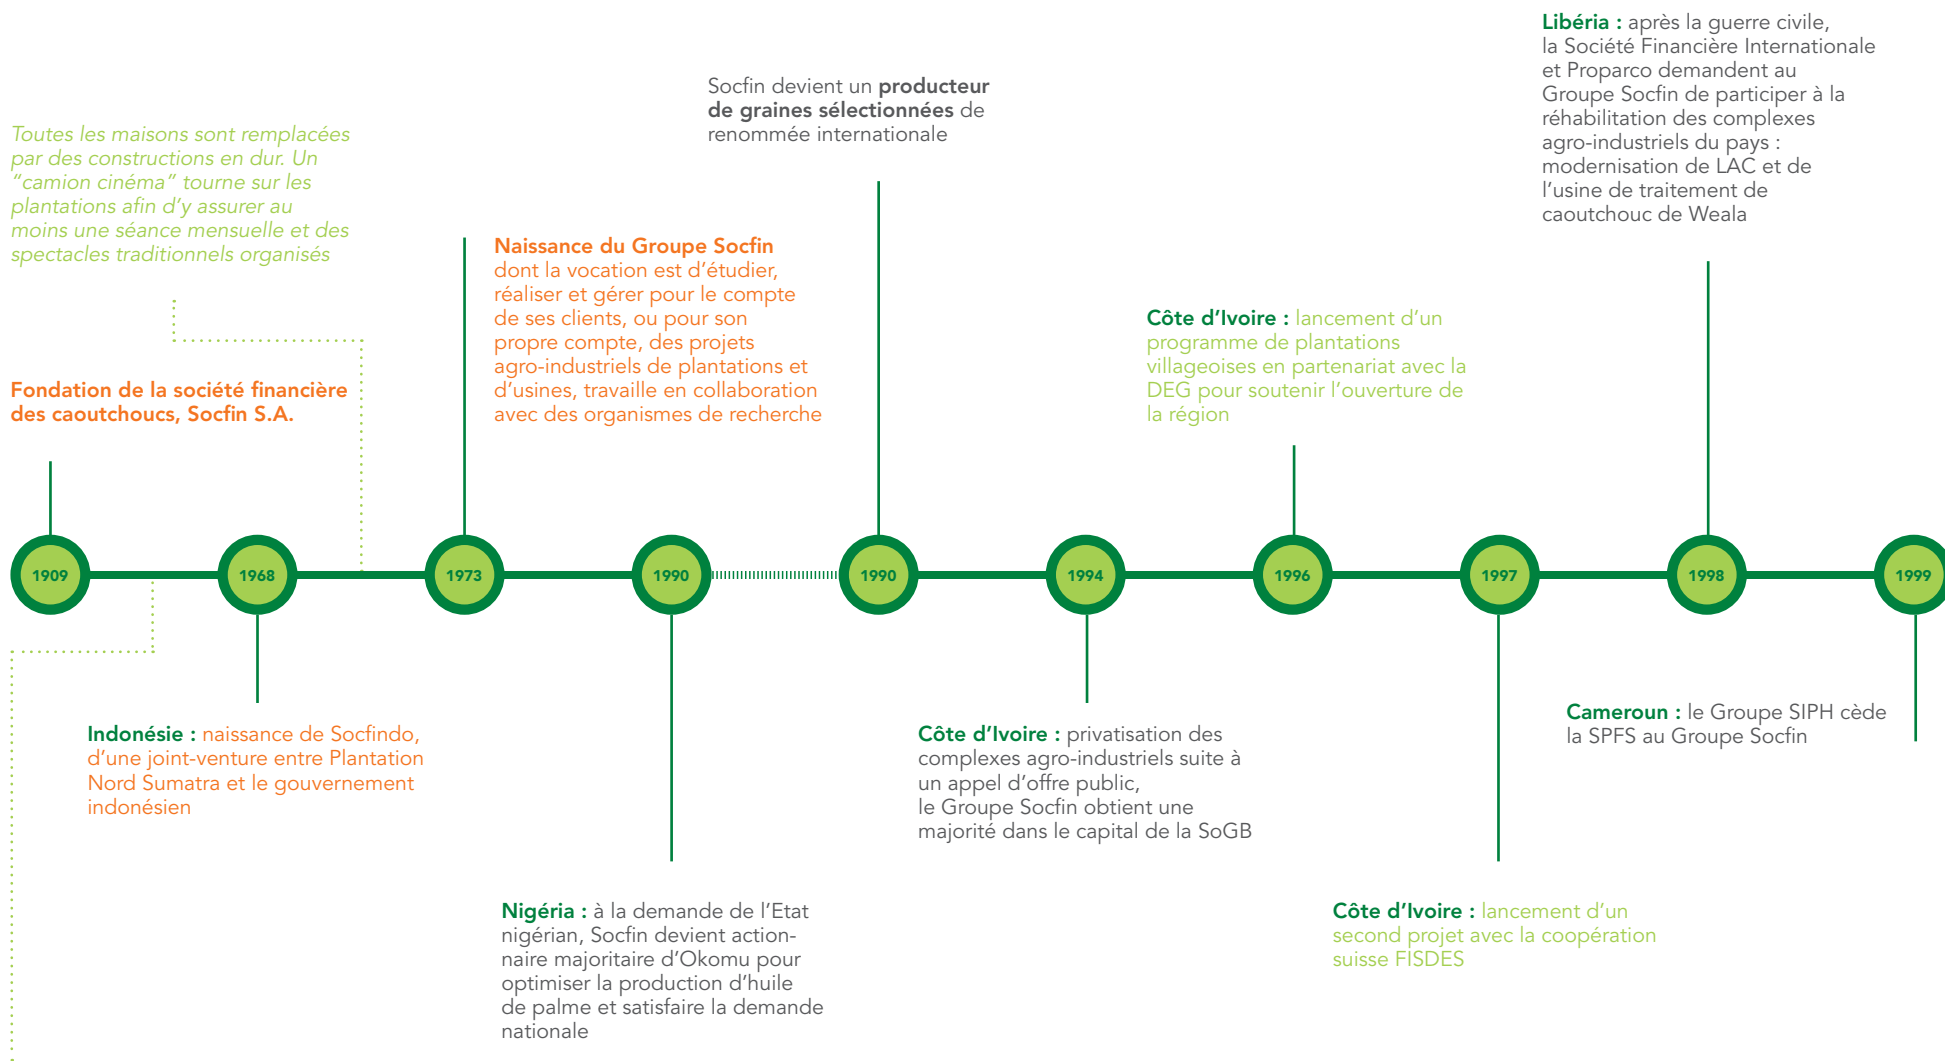 Toutes les maisons sont remplacées
par des constructions en dur. Un
“camion cinéma” tourne sur les
plantations afin d’y assurer au
moins une séance mensuelle et des
spectacles traditionnels organisés
Fondation de la société financière
des caoutchoucs, Socfin S.A.
Naissance du Groupe Socfin
dont la vocation est d’étudier,
réaliser et gérer pour le compte
de ses clients, ou pour son
propre compte, des projets
agro-industriels de plantations et
d’usines, travaille en collaboration
avec des organismes de recherche
Socfin devient un producteur
de graines sélectionnées de
renommée internationale
Côte d’Ivoire : lancement d’un
programme de plantations
villageoises en partenariat avec la
DEG pour soutenir l’ouverture de
la région
Libéria : après la guerre civile,
la Société Financière Internationale
et Proparco demandent au
Groupe Socfin de participer à la
réhabilitation des complexes
agro-industriels du pays :
modernisation de LAC et de
l’usine de traitement de
caoutchouc de Weala
1909
1968
1973
1990
1990
1994
1996
1997
1998
1999
Indonésie : naissance de Socfindo,
d’une joint-venture entre Plantation
Nord Sumatra et le gouvernement
indonésien
Nigéria : à la demande de l’Etat
nigérian, Socfin devient action-
naire majoritaire d’Okomu pour
optimiser la production d’huile
de palme et satisfaire la demande
nationale
Côte d’Ivoire : privatisation des
complexes agro-industriels suite à
un appel d’offre public,
le Groupe Socfin obtient une
majorité dans le capital de la SoGB
Côte d’Ivoire : lancement d’un
second projet avec la coopération
suisse FISDES
Cameroun : le Groupe SIPH cède
la SPFS au Groupe Socfin